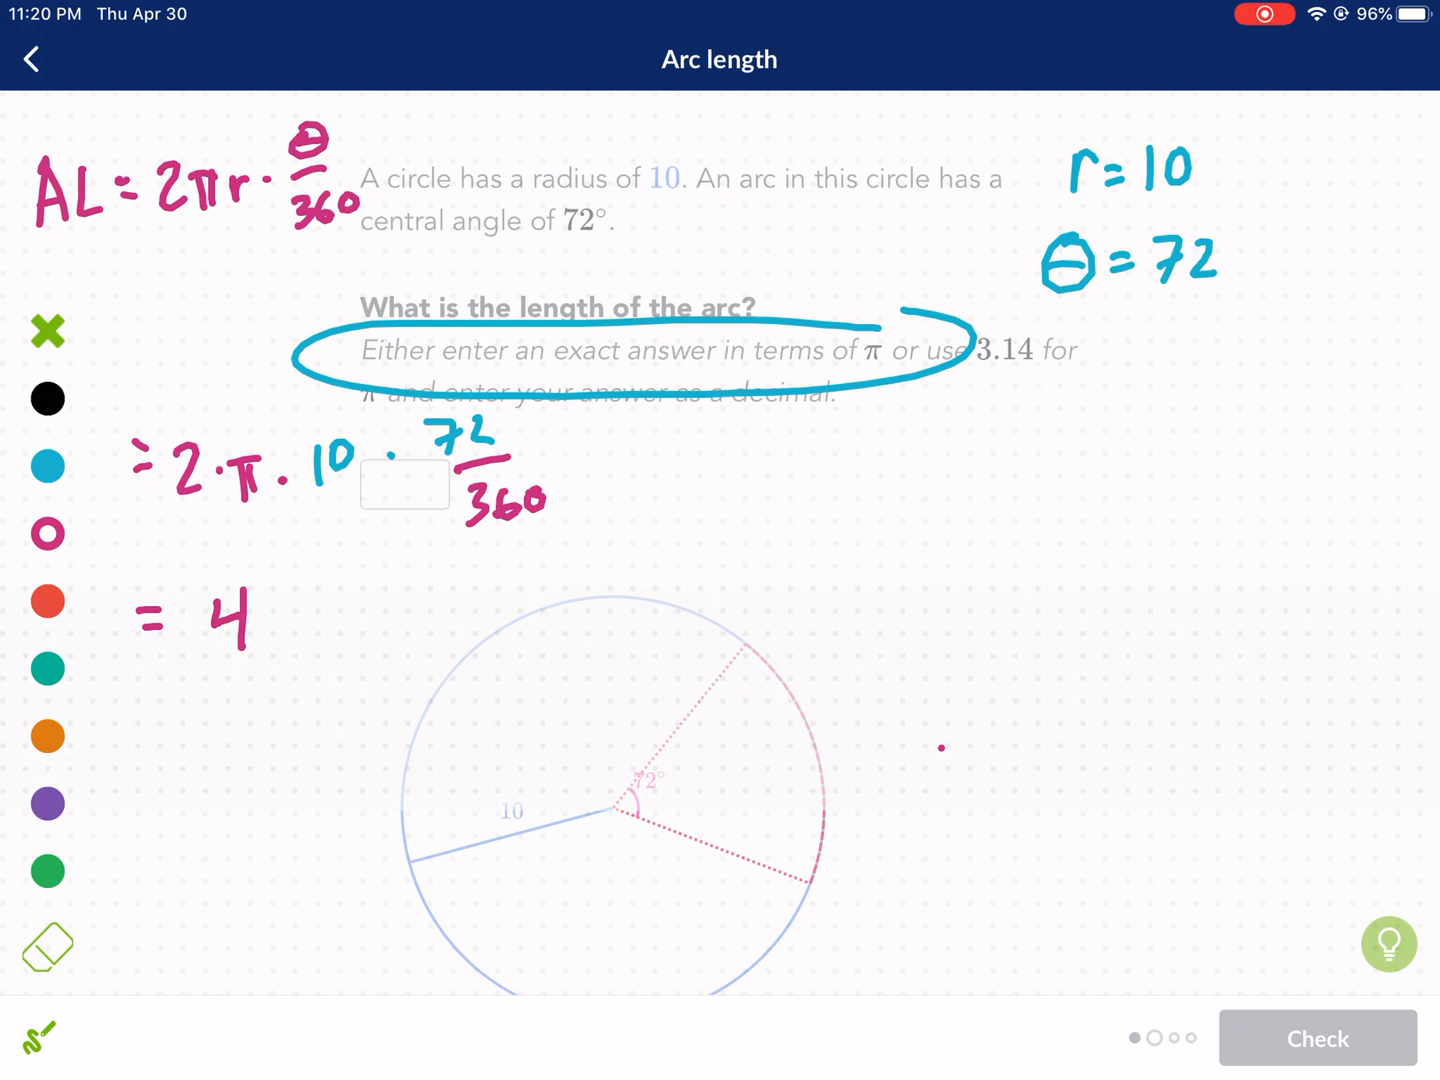 11:20 PM Thu Apr 30 96%
Arc length
AL = 2πr · θ/360
A circle has a radius of 10. An arc in this circle has a
central angle of 72°.
r = 10
θ = 72
What is the length of the arc?
Either enter an exact answer in terms of π or use 3.14 for
π and enter your answer as a decimal.
= 2 · π · 10 · 72/360
= 4
72°
10
Check